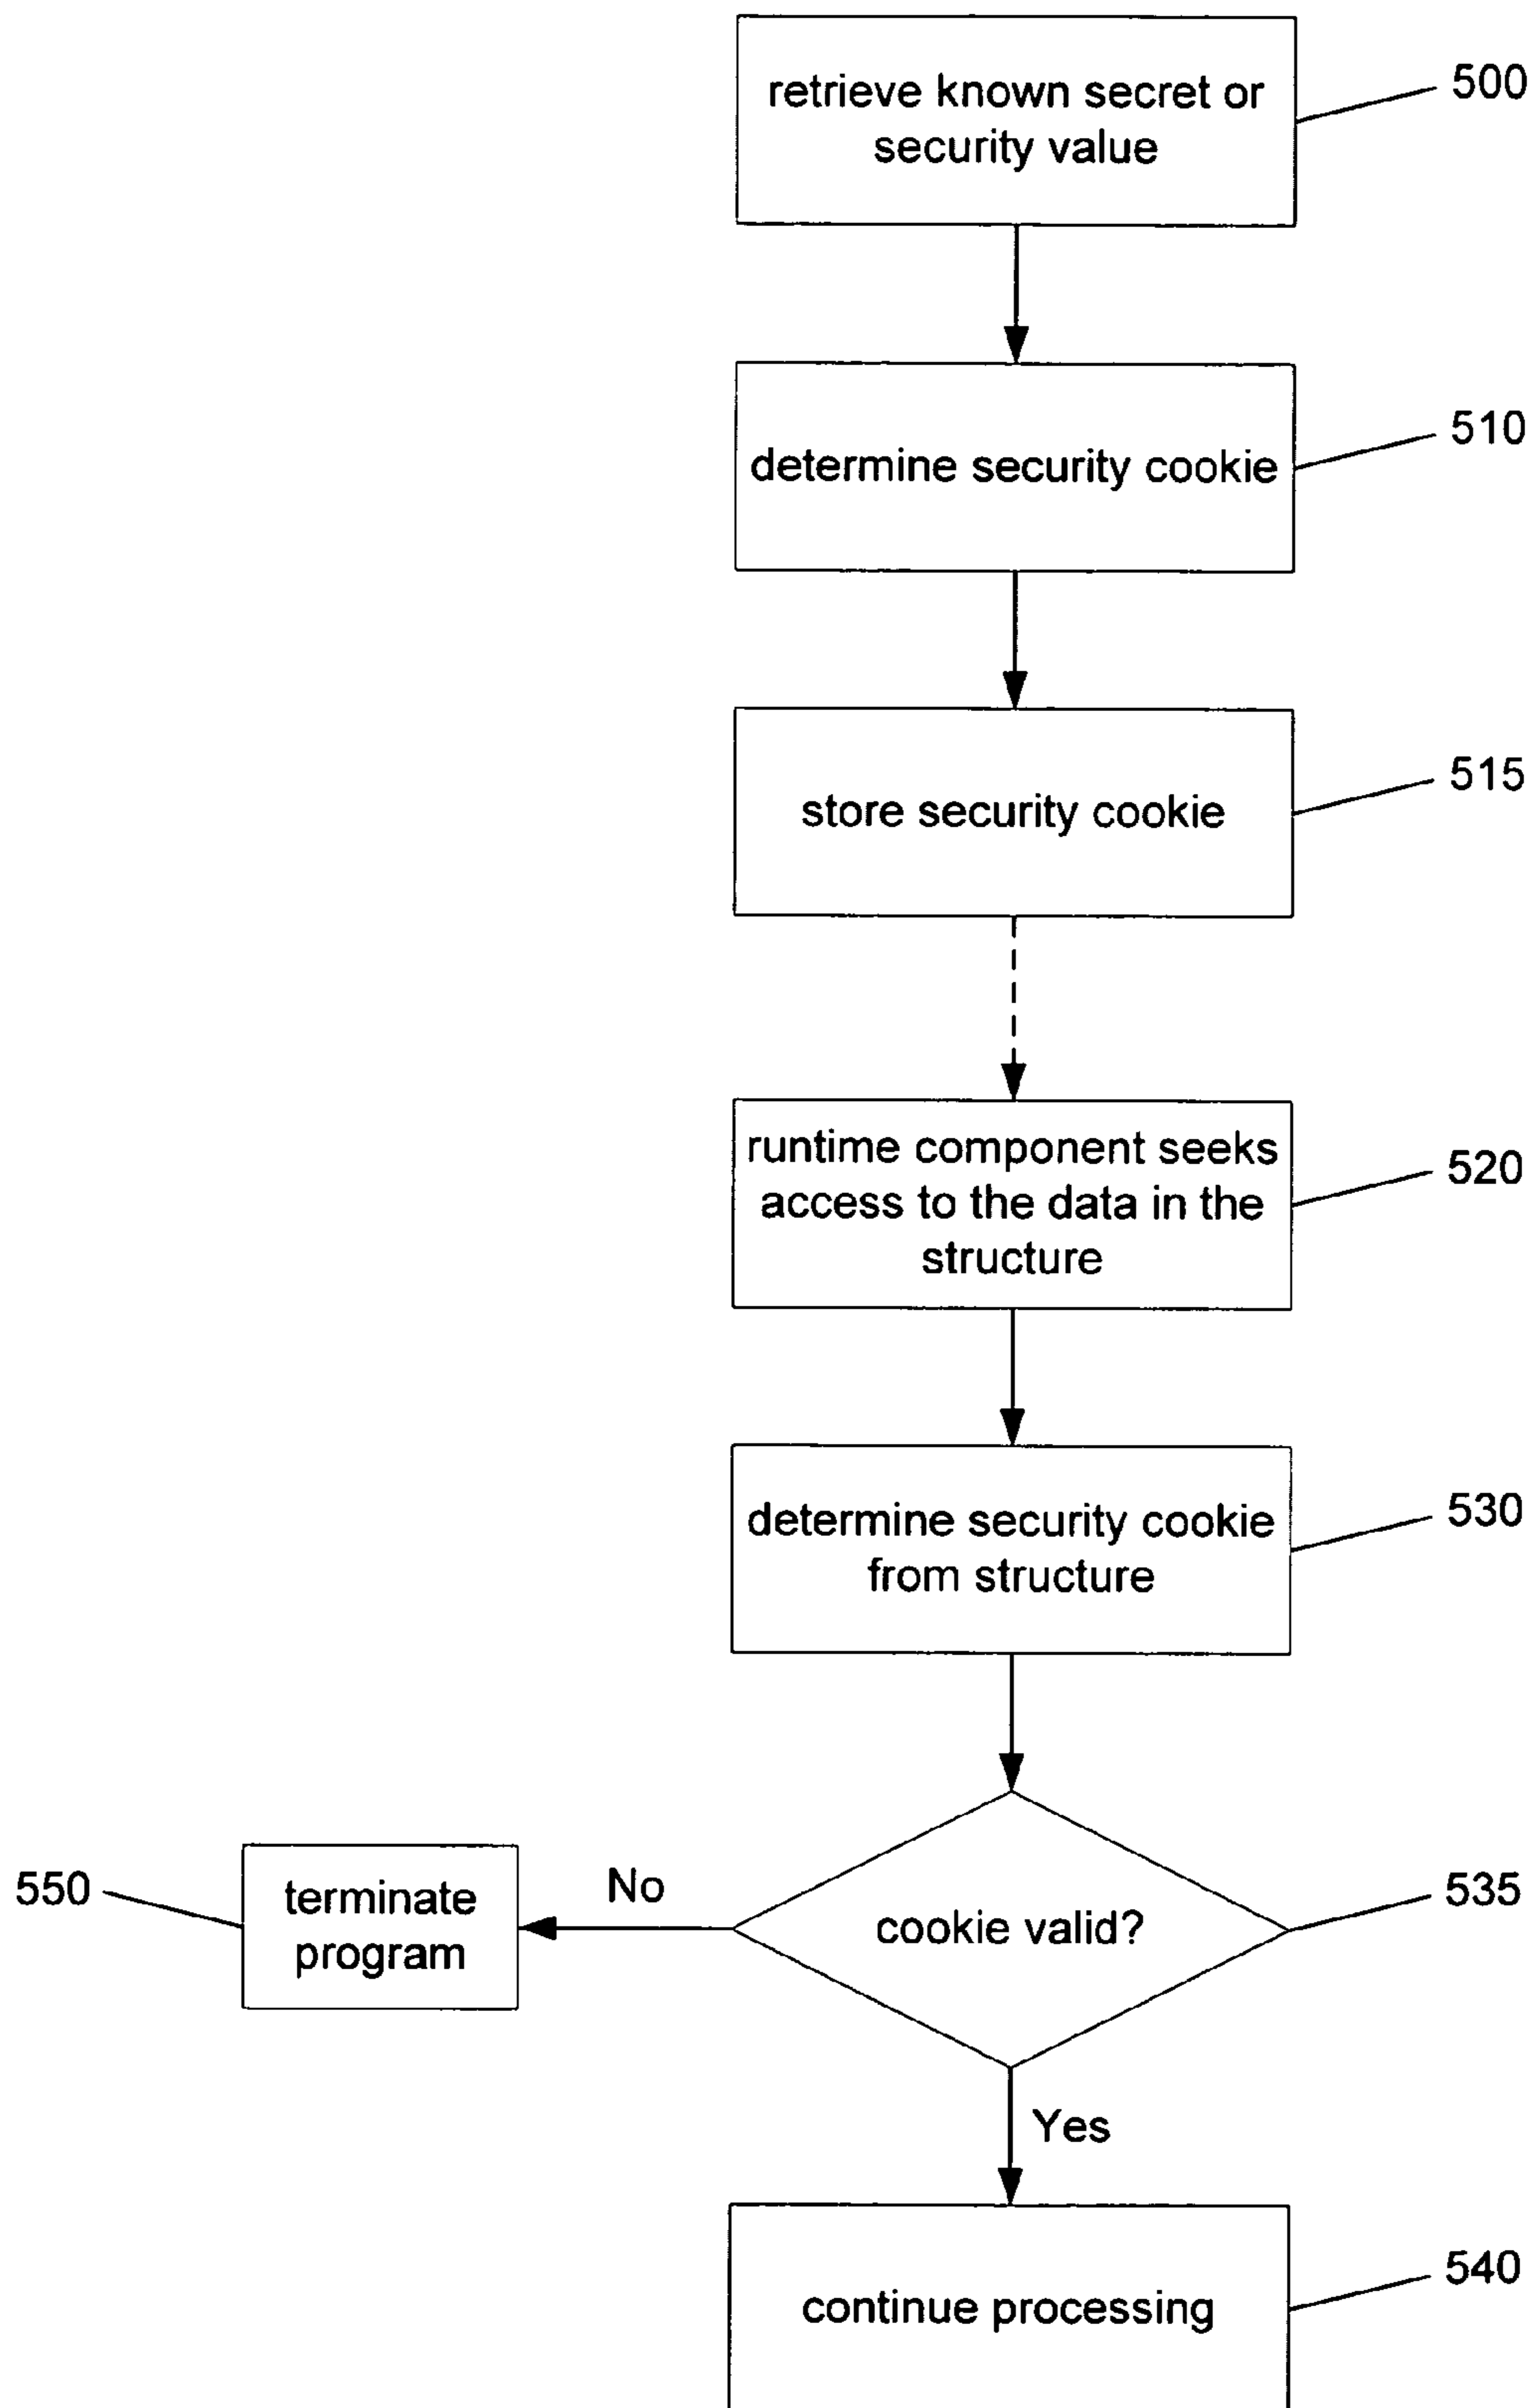 retrieve known secret or
security value
500
determine security cookie
510
store security cookie
515
runtime component seeks
access to the data in the
structure
520
determine security cookie
from structure
530
cookie valid?
535
No
terminate
program
550
Yes
continue processing
540